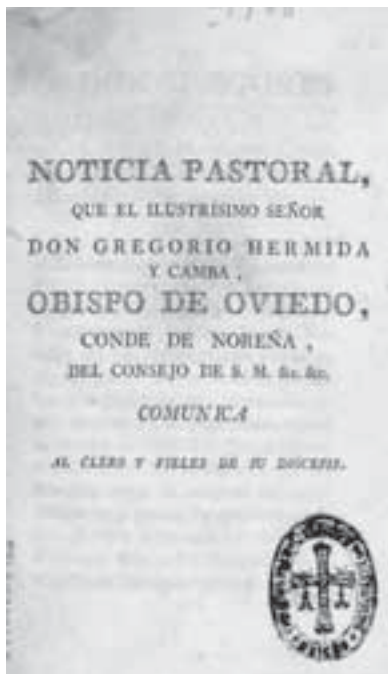 NOTICIA PASTORAL,
QUE EL ILUSTRISIMO SEÑOR
DON GREGORIO HERMIDA
Y CAMBA,
OBISPO DE OVIEDO,
CONDE DE NOREÑA,
DEL CONSEJO DE S. M. &c. &c.
COMUNICA
AL CLERO Y FIELES DE SU DIOCESIS.